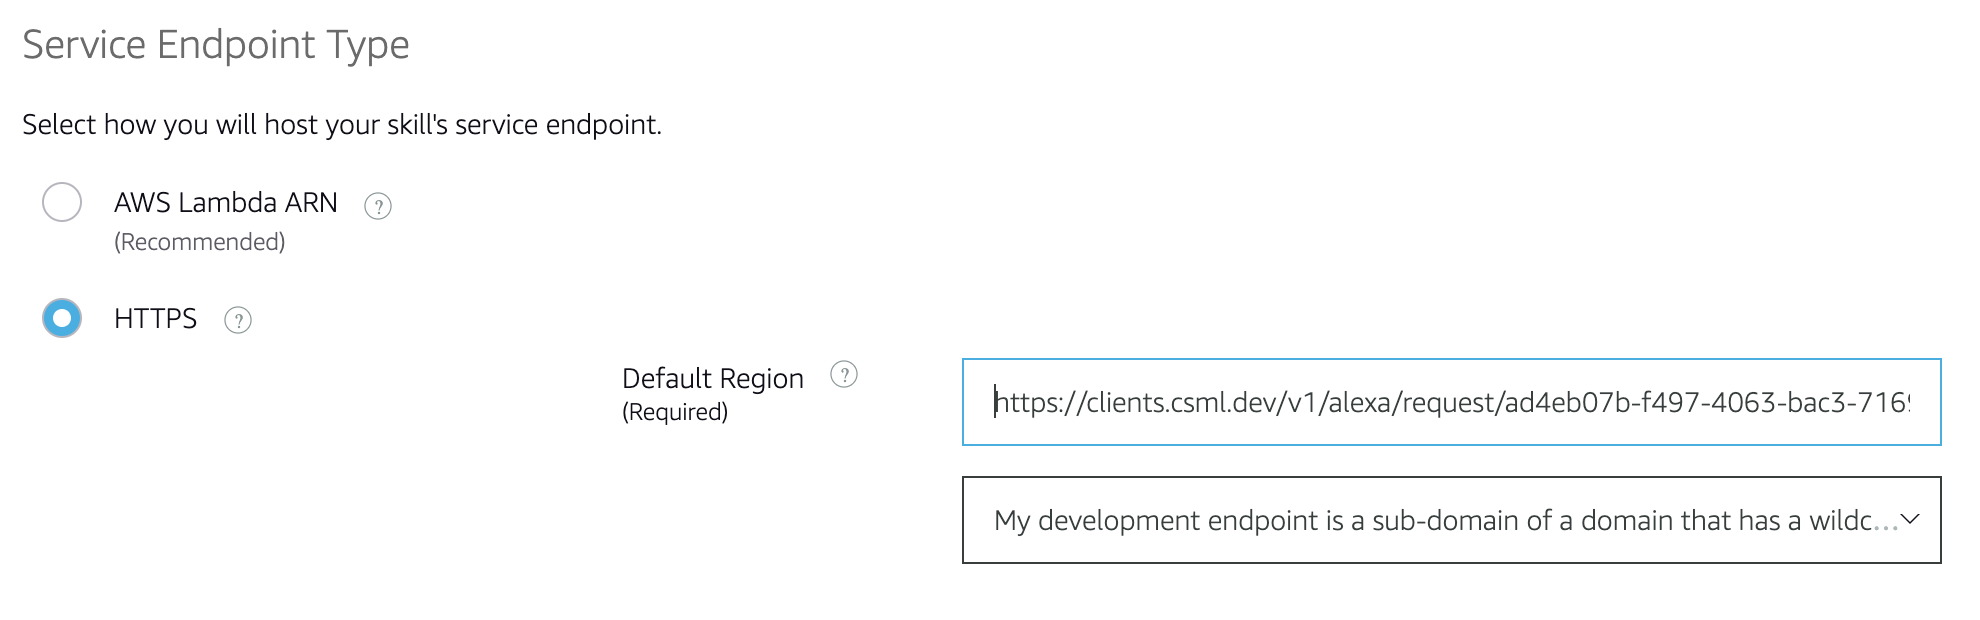 Service Endpoint Type
Select how you will host your skill's service endpoint.
AWS Lambda ARN ?
(Recommended)
HTTPS ?
Default Region ?
(Required)
https://clients.csml.dev/v1/alexa/request/ad4eb07b-f497-4063-bac3-7169
My development endpoint is a sub-domain of a domain that has a wildc...